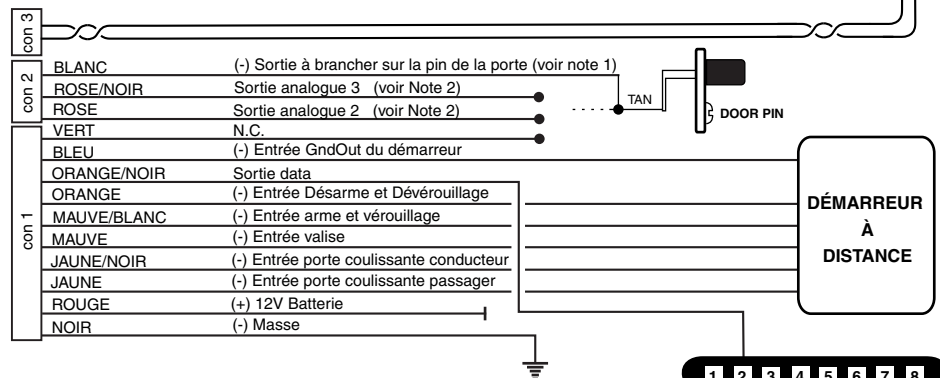 con 3
con 2
BLANC (-) Sortie à brancher sur la pin de la porte (voir note 1)
ROSE/NOIR Sortie analogue 3 (voir Note 2)
ROSE Sortie analogue 2 (voir Note 2)
TAN
DOOR PIN
con 1
VERT N.C.
BLEU (-) Entrée GndOut du démarreur
ORANGE/NOIR Sortie data
ORANGE (-) Entrée Désarme et Dévérouillage
MAUVE/BLANC (-) Entrée arme et vérouillage
MAUVE (-) Entrée valise
JAUNE/NOIR (-) Entrée porte coulissante conducteur
JAUNE (-) Entrée porte coulissante passager
ROUGE (+) 12V Batterie
NOIR (-) Masse
DÉMARREUR
À
DISTANCE
1 2 3 4 5 6 7 8